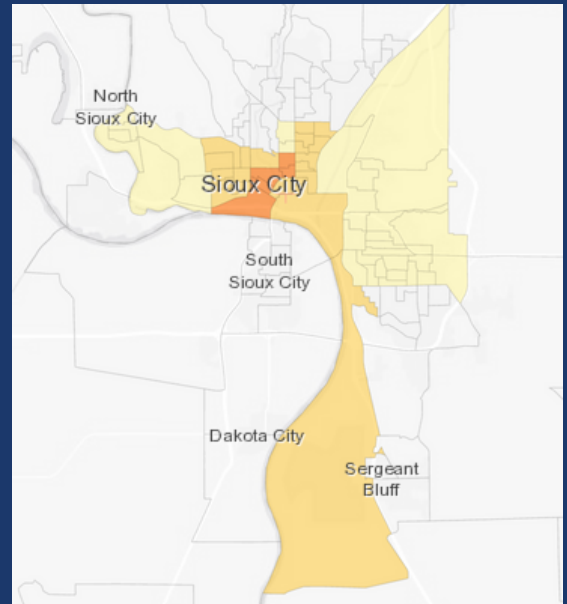 North
Sioux City
Sioux City
South
Sioux City
Dakota City
Sergeant
Bluff